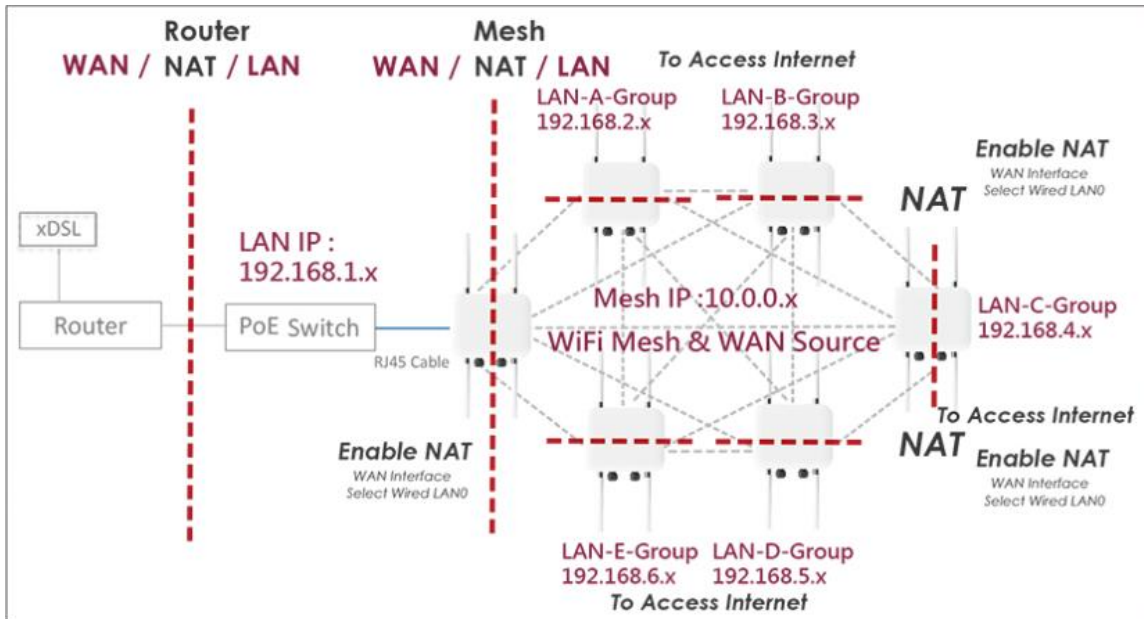 Router
WAN / NAT / LAN
Mesh
WAN / NAT / LAN
To Access Internet
LAN-A-Group
192.168.2.x
LAN-B-Group
192.168.3.x
Enable NAT
WAN Interface
Select Wired LAN0
NAT
xDSL
LAN IP :
192.168.1.x
Router
PoE Switch
RJ45 Cable
Mesh IP :10.0.0.x
WiFi Mesh & WAN Source
LAN-C-Group
192.168.4.x
To Access Internet
NAT
Enable NAT
WAN Interface
Select Wired LAN0
Enable NAT
WAN Interface
Select Wired LAN0
LAN-E-Group
192.168.6.x
LAN-D-Group
192.168.5.x
To Access Internet